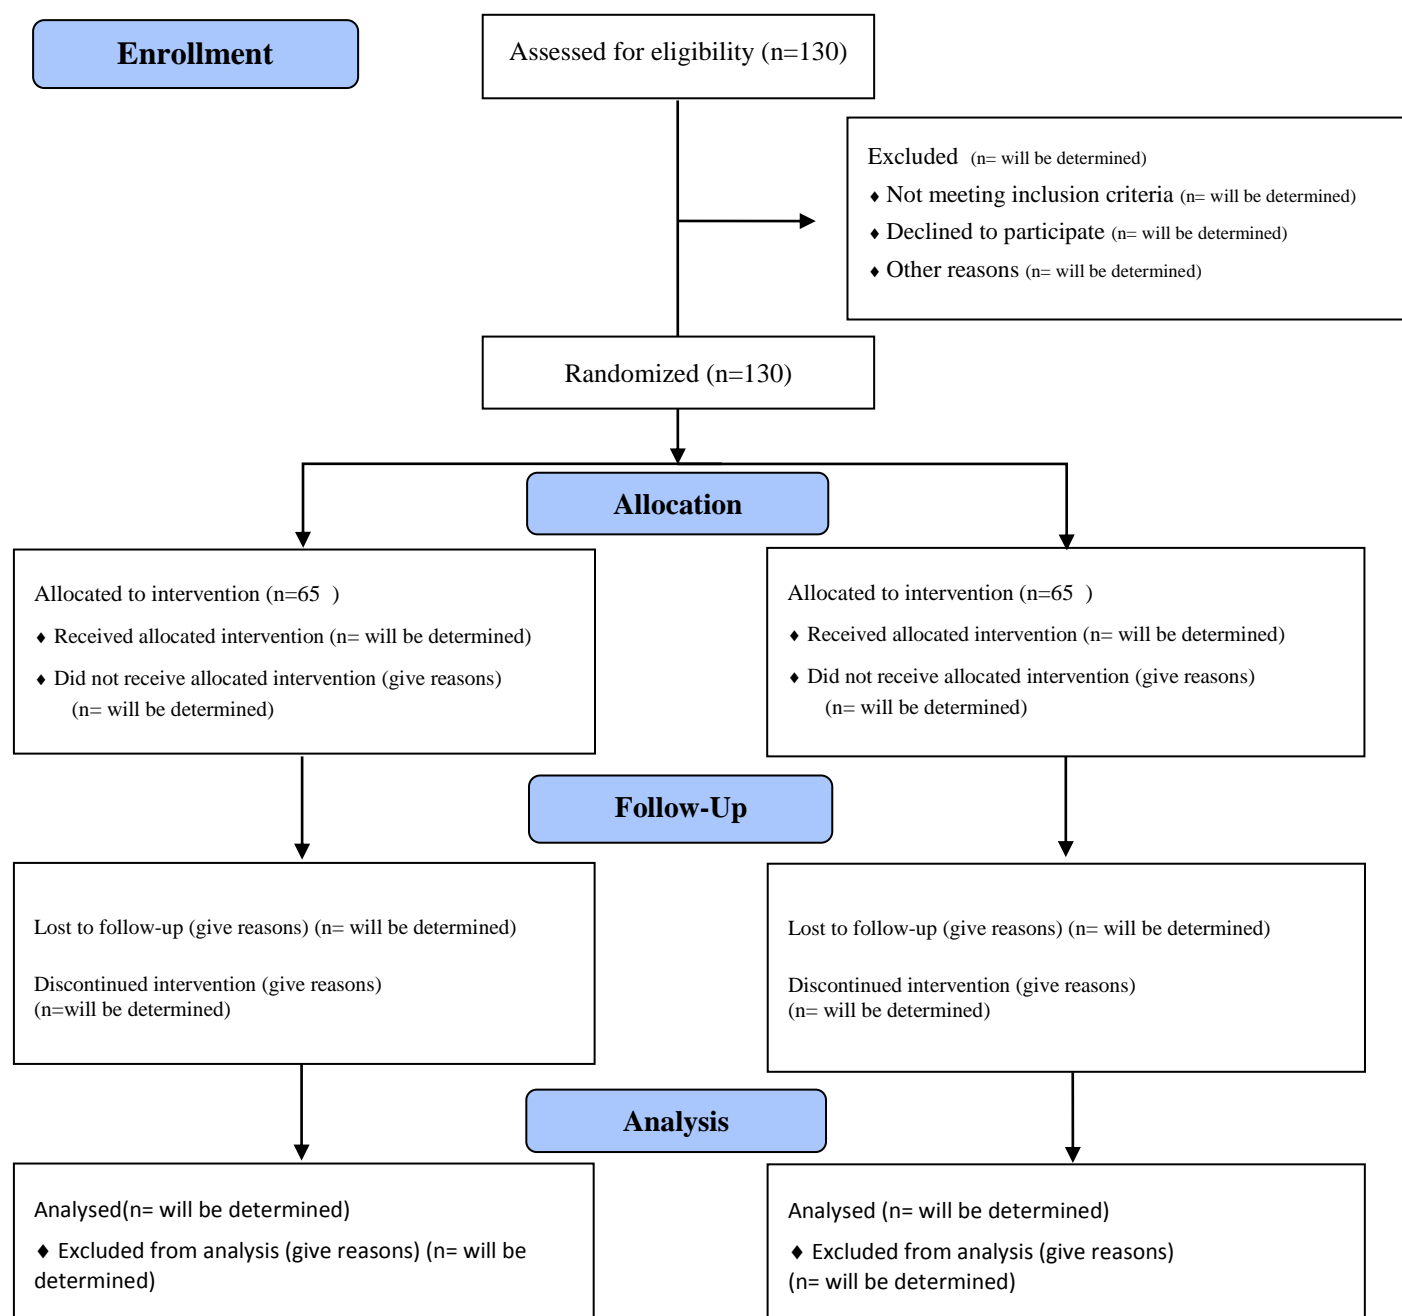 Enrollment
Assessed for eligibility (n=130)
Excluded (n= will be determined)
♦ Not meeting inclusion criteria (n= will be determined)
♦ Declined to participate (n= will be determined)
♦ Other reasons (n= will be determined)
Randomized (n=130)
Allocation
Allocated to intervention (n=65 )
♦ Received allocated intervention (n= will be determined)
♦ Did not receive allocated intervention (give reasons)
(n= will be determined)
Allocated to intervention (n=65 )
♦ Received allocated intervention (n= will be determined)
♦ Did not receive allocated intervention (give reasons)
(n= will be determined)
Follow-Up
Lost to follow-up (give reasons) (n= will be determined)
Discontinued intervention (give reasons)
(n=will be determined)
Lost to follow-up (give reasons) (n= will be determined)
Discontinued intervention (give reasons)
(n= will be determined)
Analysis
Analysed(n= will be determined)
♦ Excluded from analysis (give reasons) (n= will be
determined)
Analysed (n= will be determined)
♦ Excluded from analysis (give reasons)
(n= will be determined)